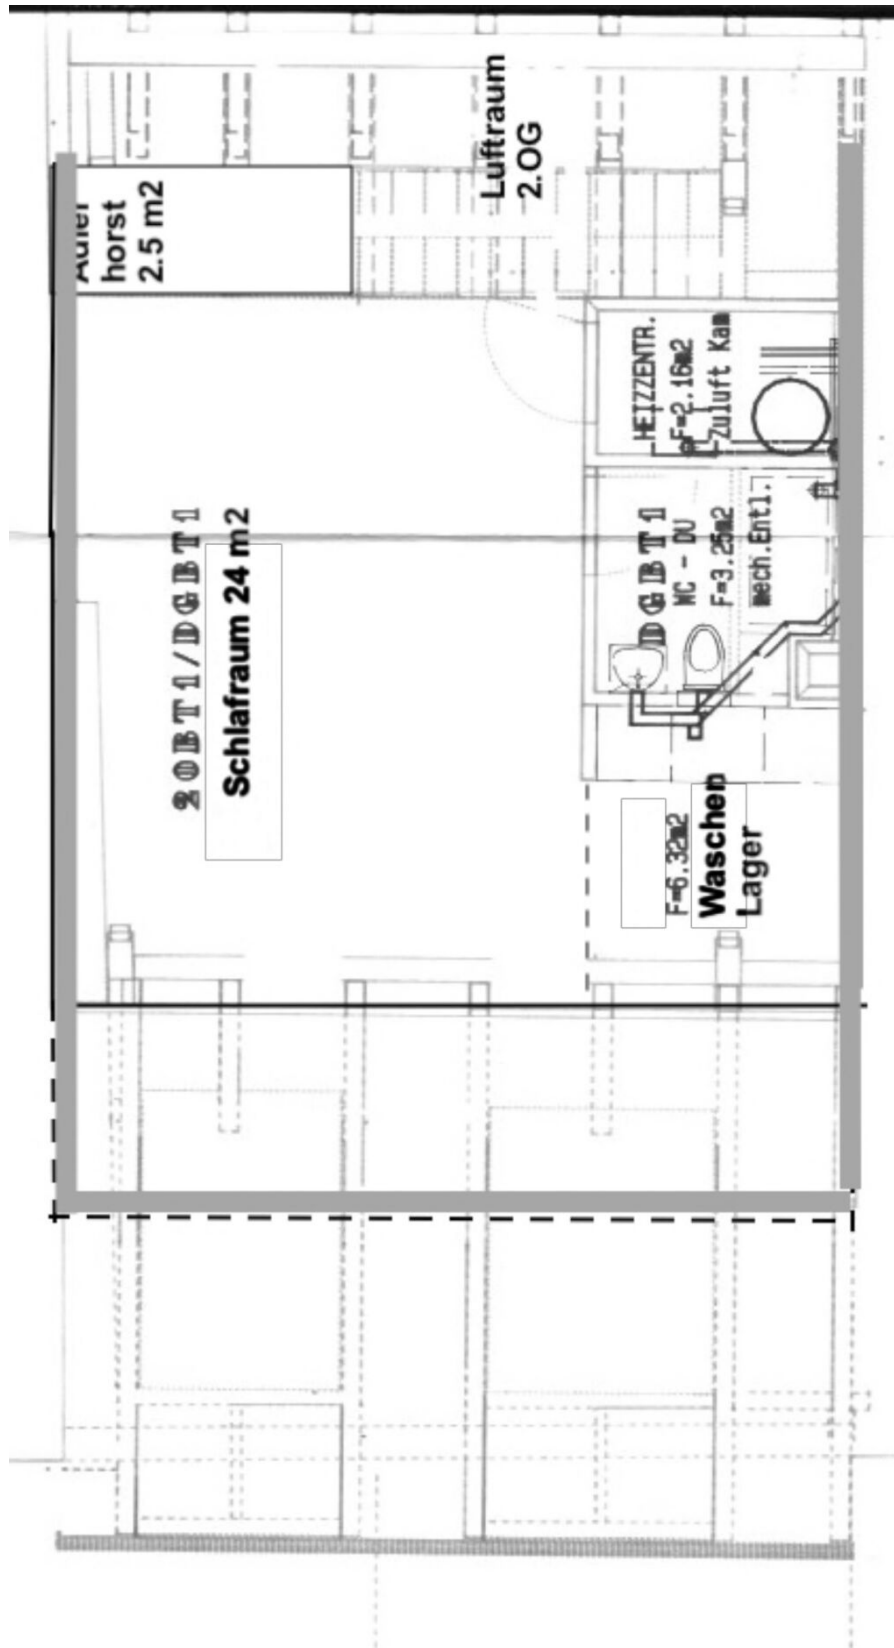 Luftraum
2.OG
Adler
horst
2.5 m2
HEIZZENTR.
F=2.16m2
Zuluft Kam
2OBT1/DGBT1
Schlafraum 24 m2
DGBT1
WC - DU
F=3.25m2
mech.Entl.
F=6.32m2
Waschen
Lager